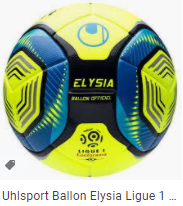 ELYSIA
BALLON OFFICIEL
LIGUE 1
Conforama
Uhlsport Ballon Elysia Ligue 1 ...